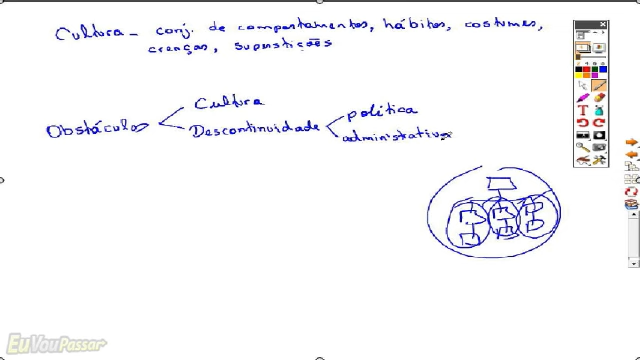 Cultura - conj. de comportamentos, hábitos, costumes,
crenças, superstições
Cultura
Obstáculos
Descontinuidade
política
administrativa
EuVouPassar